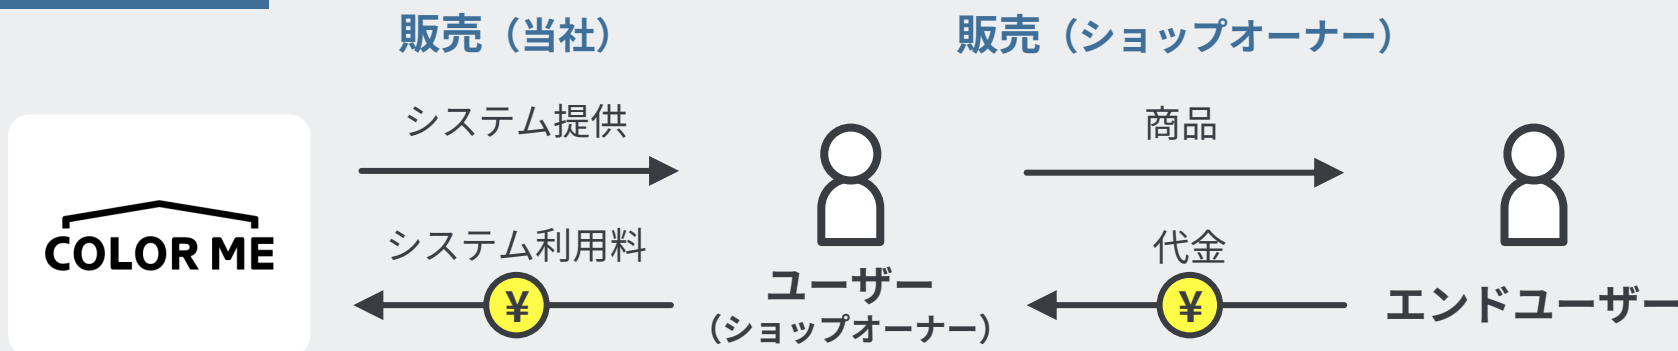 販売（当社）
販売（ショップオーナー）
システム提供
商品
COLOR ME
システム利用料
代金
¥
¥
ユーザー
（ショップオーナー）
エンドユーザー